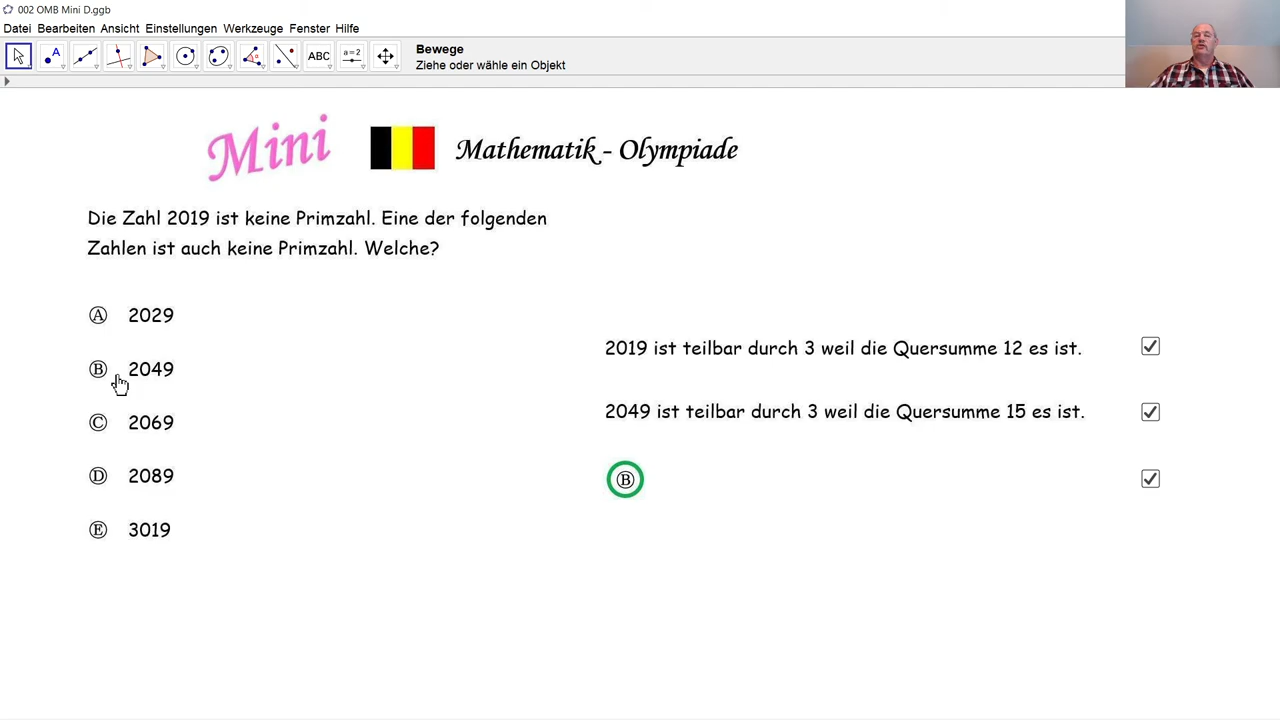 002 OMB Mini D.ggb
Datei Bearbeiten Ansicht Einstellungen Werkzeuge Fenster Hilfe
A ABC a=2 Bewege
Ziehe oder wähle ein Objekt
Mini Mathematik - Olympiade
Die Zahl 2019 ist keine Primzahl. Eine der folgenden
Zahlen ist auch keine Primzahl. Welche?
Ⓐ 2029
Ⓑ 2049
Ⓒ 2069
Ⓓ 2089
Ⓔ 3019
2019 ist teilbar durch 3 weil die Quersumme 12 es ist.
2049 ist teilbar durch 3 weil die Quersumme 15 es ist.
Ⓑ